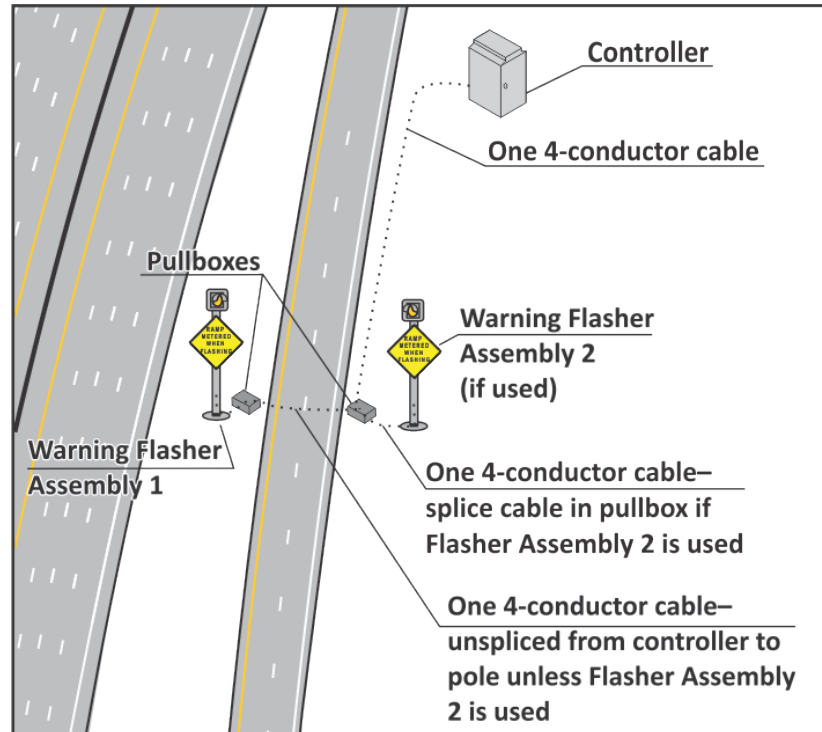 Controller
One 4-conductor cable
Pullboxes
RAMP
METERED
WHEN
FLASHING
RAMP
METERED
WHEN
FLASHING
Warning Flasher
Assembly 2
(if used)
Warning Flasher
Assembly 1
One 4-conductor cable–
splice cable in pullbox if
Flasher Assembly 2 is used
One 4-conductor cable–
unspliced from controller to
pole unless Flasher Assembly
2 is used